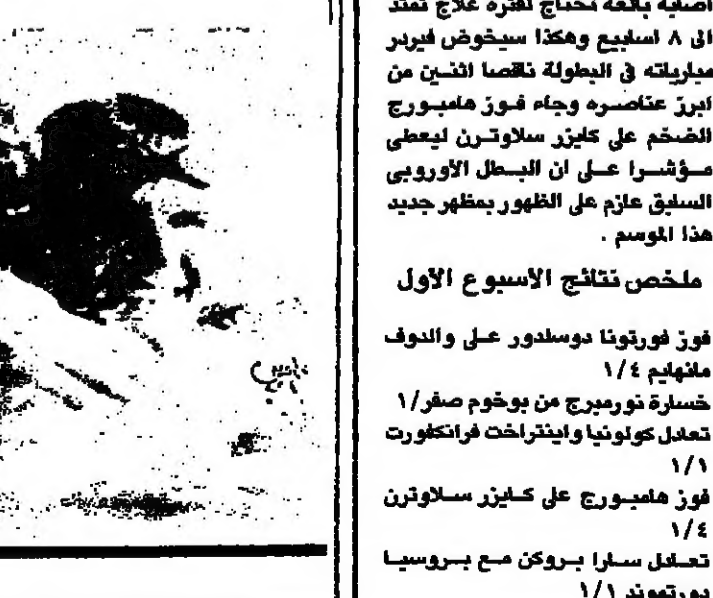 اصابة بالغة تحتاج لفترة علاج تمتد
الى ٨ اسابيع وهكذا سيخوض فيردر
مبارياته في البطولة ناقصا اثنين من
ابرز عناصره وجاء فوز هامبورج
الضخم على كايزر سلاوترن ليعطي
مؤشرا على ان البطل الأوروبي
السابق عازم على الظهور بمظهر جديد
هذا الموسم .
ملخص نتائج الاسبوع الأول
فوز فورتونا دوسلدور على والدوف
مانهايم ١/٤
خسارة نورمبرج من بوخوم صفر/١
تعادل كولونيا واينتراخت فرانكفورت
١/١
فوز هامبورج على كايزر سلاوترن
١/٤
تعادل سارا بروكن مع بروسيا
دورتموند ١/١